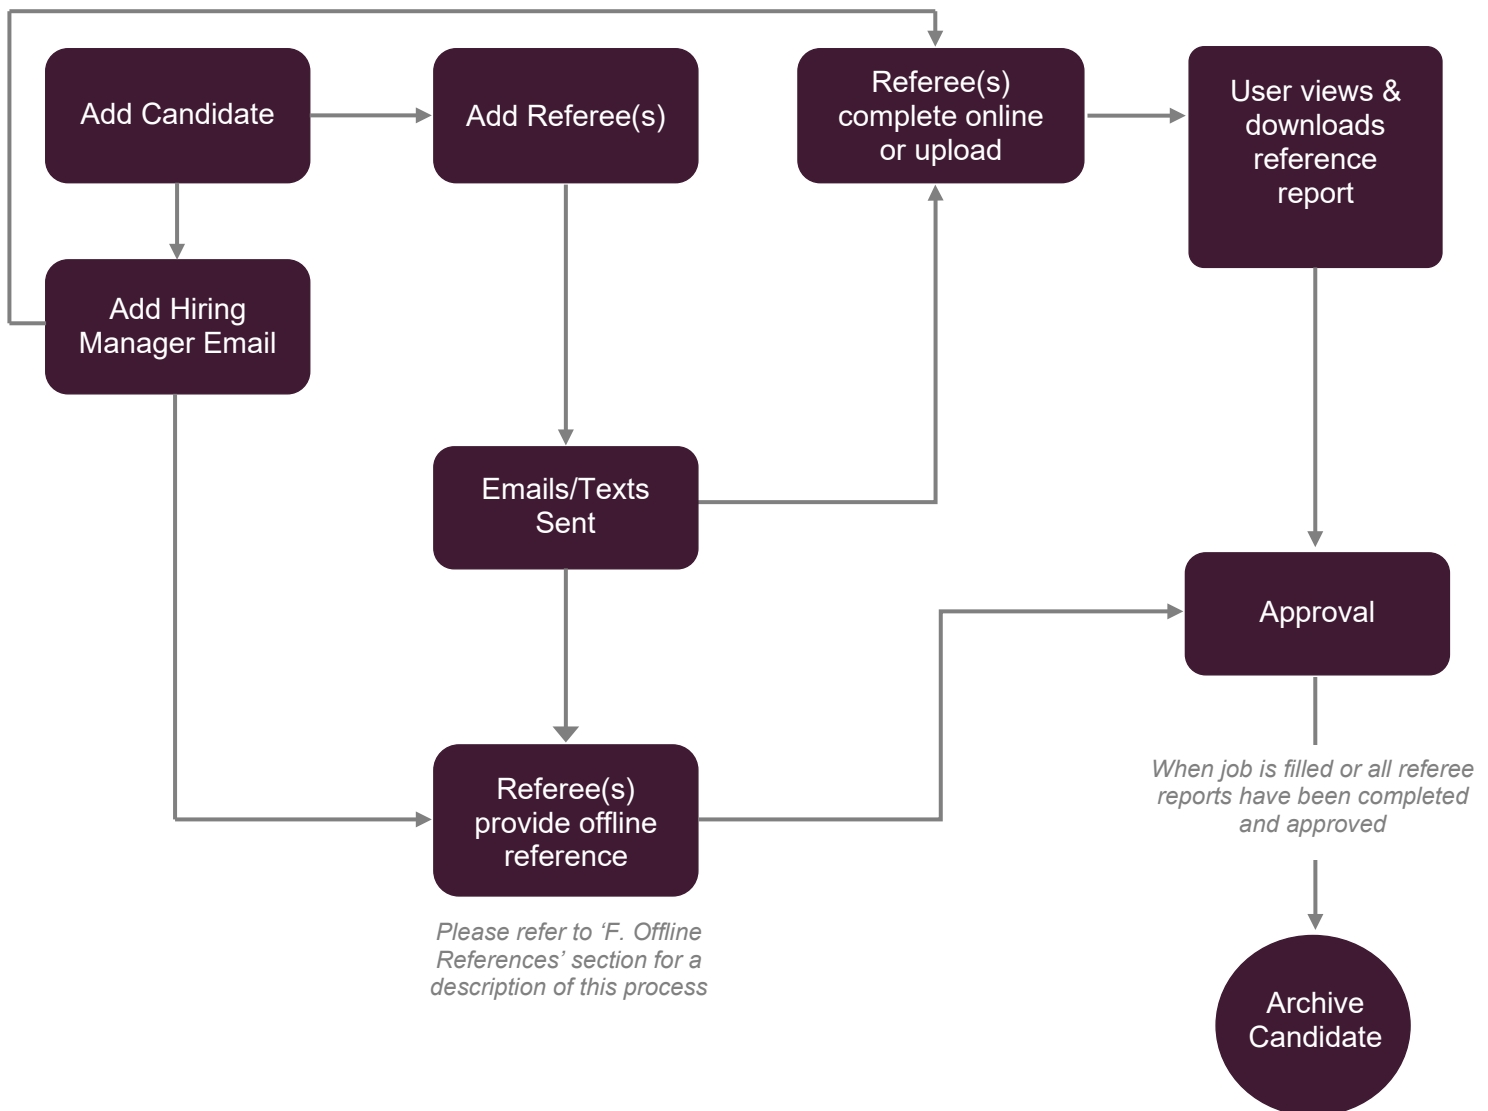 Add Candidate
Add Referee(s)
Referee(s)
complete online
or upload
User views &
downloads
reference
report
Add Hiring
Manager Email
Emails/Texts
Sent
Approval
Referee(s)
provide offline
reference
When job is filled or all referee
reports have been completed
and approved
Please refer to ‘F. Offline
References’ section for a
description of this process
Archive
Candidate